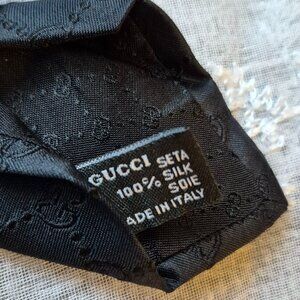 GUCCI SETA
100% SILK
SOIE
ADE IN ITALY